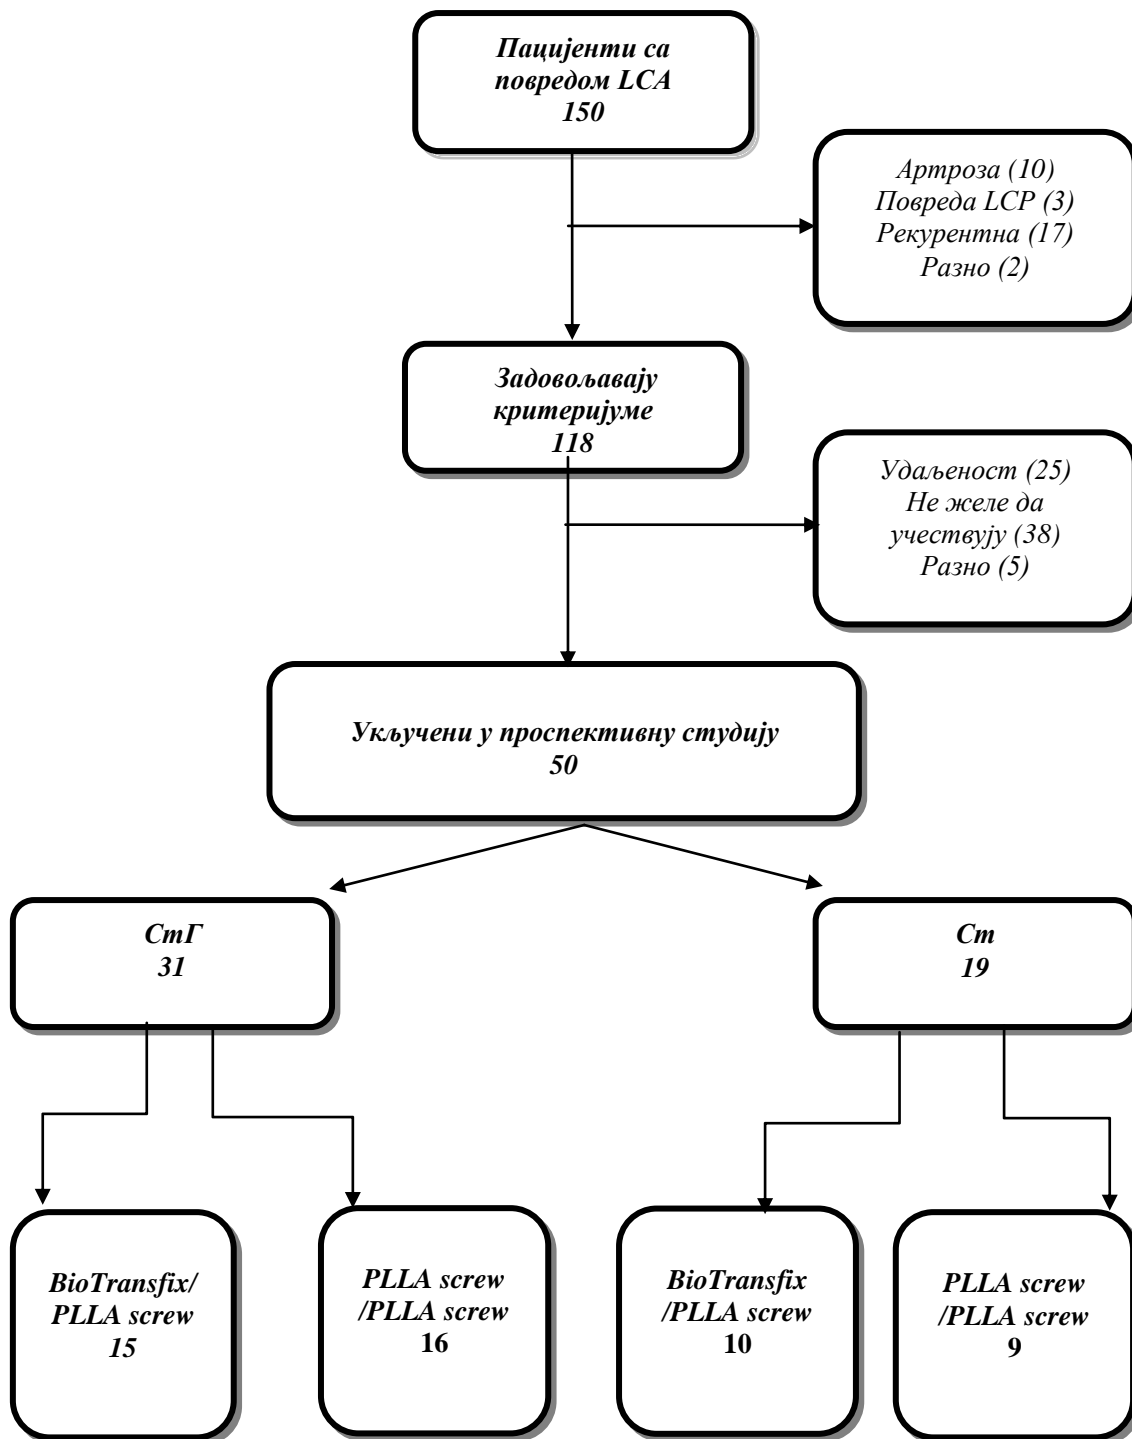 Пацијенти са
повредом LCA
150
Артроза (10)
Повреда LCP (3)
Рекурентна (17)
Разно (2)
Задовољавају
критеријуме
118
Удаљеност (25)
Не желе да
учествују (38)
Разно (5)
Укључени у проспективну студију
50
СтГ
31
Ст
19
BioTransfix/
PLLA screw
15
PLLA screw
/PLLA screw
16
BioTransfix
/PLLA screw
10
PLLA screw
/PLLA screw
9